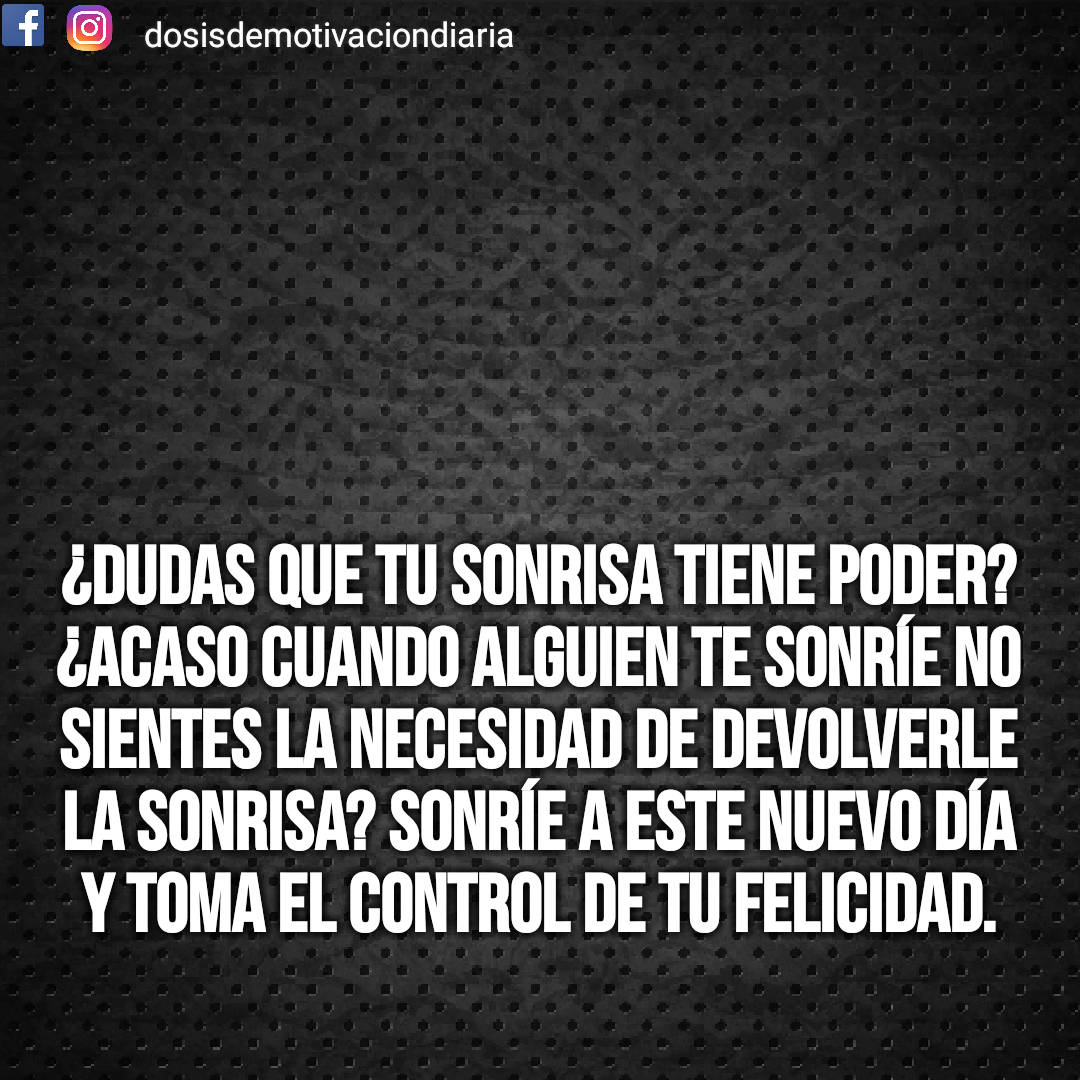 dosisdemotivaciondiaria
¿DUDAS QUE TU SONRISA TIENE PODER?
¿ACASO CUANDO ALGUIEN TE SONRÍE NO
SIENTES LA NECESIDAD DE DEVOLVERLE
LA SONRISA? SONRÍE A ESTE NUEVO DÍA
Y TOMA EL CONTROL DE TU FELICIDAD.